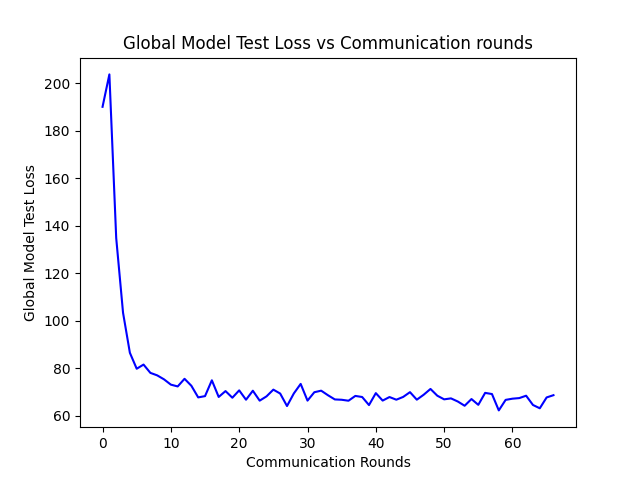 Global Model Test Loss vs Communication rounds
200
180
160
140
120
100
80
60
Global Model Test Loss
0 10 20 30 40 50 60
Communication Rounds